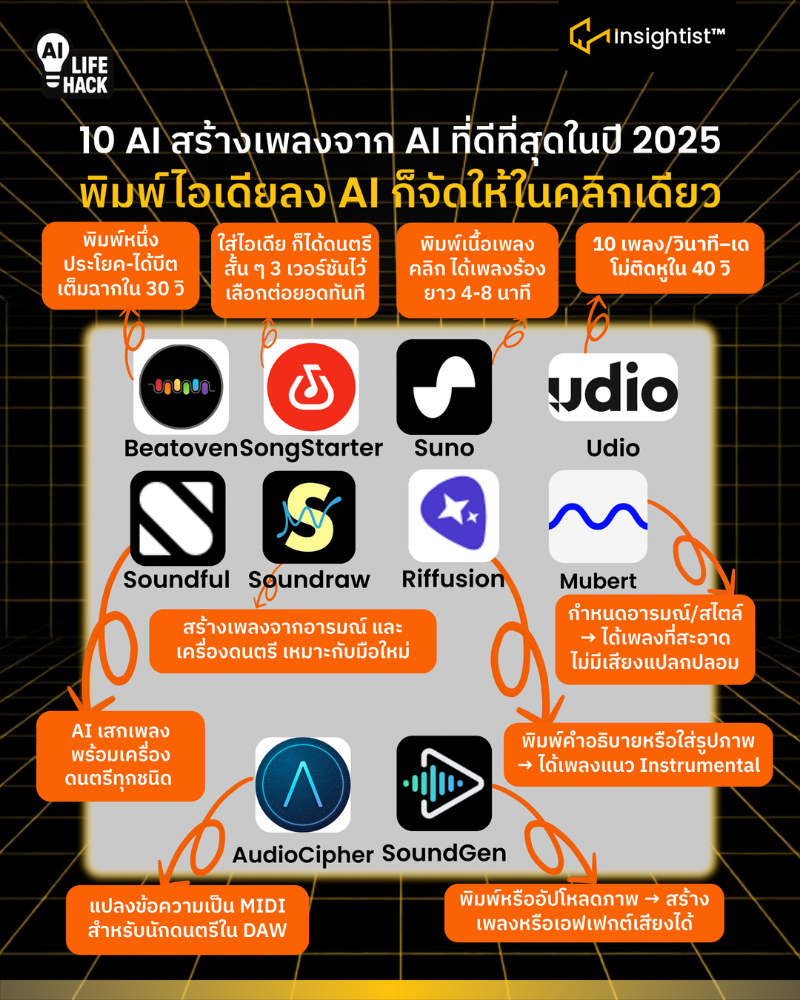 AI LIFE
HACK
Insightist™
10 AI สร้างเพลงจาก AI ที่ดีที่สุดในปี 2025
พิมพ์ไอเดียลง AI ก็จัดให้ในคลิกเดียว
พิมพ์หนึ่ง
ประโยค-ได้บีต
เต็มฉากใน 30 วิ
ใส่ไอเดีย ก็ได้ดนตรี
สั้น ๆ 3 เวอร์ชันไว้
เลือกต่อยอดทันที
พิมพ์เนื้อเพลง
คลิก ได้เพลงร้อง
ยาว 4-8 นาที
10 เพลง/วินาที–เด
โม่ติดหูใน 40 วิ
udio
Beatoven
SongStarter
Suno
Udio
Soundful
Soundraw
Riffusion
Mubert
สร้างเพลงจากอารมณ์ และ
เครื่องดนตรี เหมาะกับมือใหม่
กำหนดอารมณ์/สไตล์
→ ได้เพลงที่สะอาด
ไม่มีเสียงแปลกปลอม
AI เสกเพลง
พร้อมเครื่อง
ดนตรีทุกชนิด
พิมพ์คำอธิบายหรือใส่รูปภาพ
→ ได้เพลงแนว Instrumental
AudioCipher
SoundGen
แปลงข้อความเป็น MIDI
สำหรับนักดนตรีใน DAW
พิมพ์หรืออัปโหลดภาพ → สร้าง
เพลงหรือเอฟเฟกต์เสียงได้